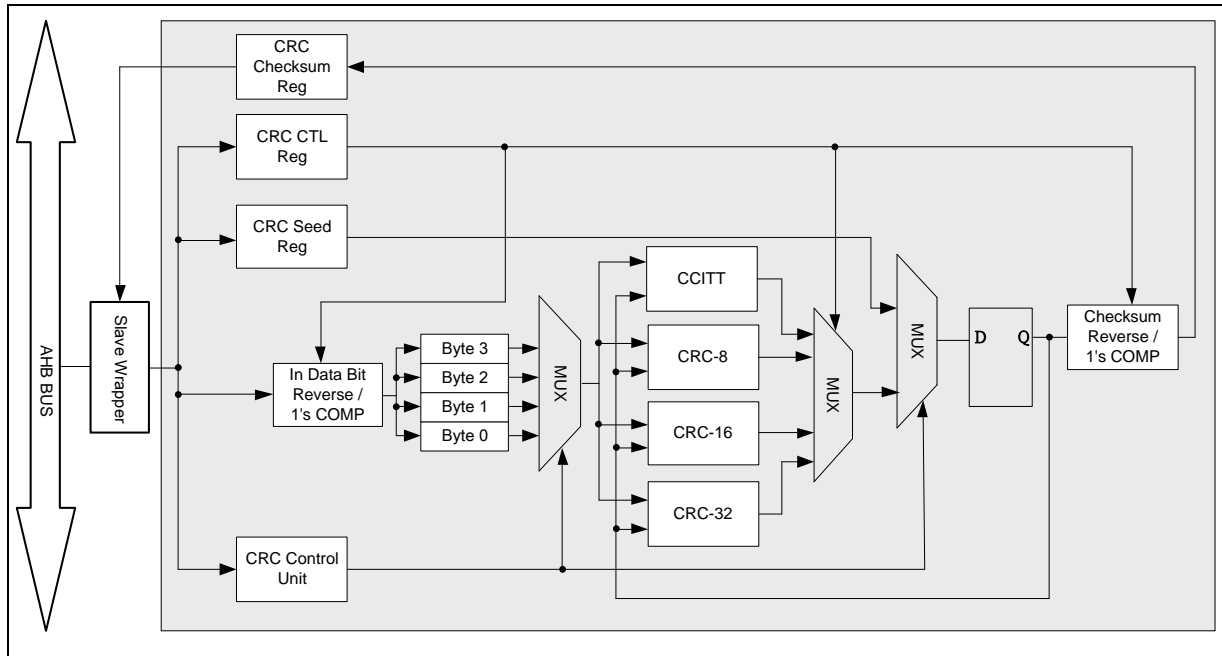 CRC
Checksum
Reg
CRC CTL
Reg
CRC Seed
Reg
AHB BUS
Slave Wrapper
In Data Bit
Reverse /
1's COMP
Byte 3
Byte 2
Byte 1
Byte 0
MUX
CCITT
CRC-8
CRC-16
CRC-32
MUX
MUX
D Q
Checksum
Reverse /
1's COMP
CRC Control
Unit